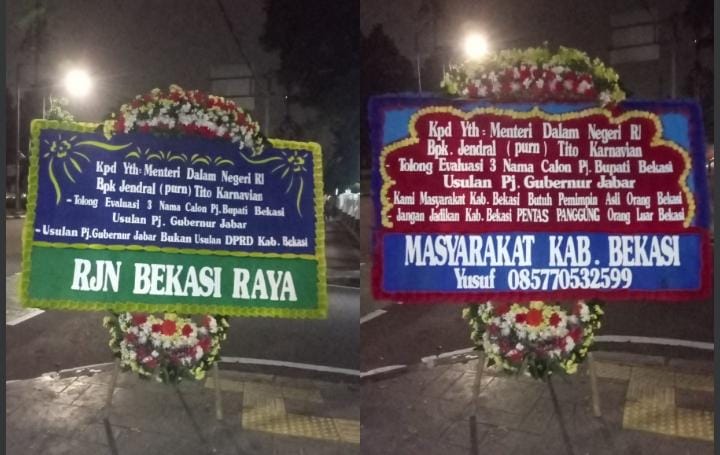 Kpd Yth: Menteri Dalam Negeri RI
Bpk Jendral (purn) Tito Karnavian
- Tolong Evaluasi 3 Nama Calon Pj. Bupati Bekasi
Usulan Pj. Gubernur Jabar
- Usulan Pj. Gubernur Jabar Bukan Usulan DPRD Kab. Bekasi
RJN BEKASI RAYA
Kpd Yth: Menteri Dalam Negeri RI
Bpk. Jendral (purn) Tito Karnavian
- Tolong Evaluasi 3 Nama Calon Pj. Bupati Bekasi
Usulan Pj. Gubernur Jabar
- Kami Masyarakat Kab. Bekasi Butuh Pemimpin Asli Orang Bekasi
- Jangan Jadikan Kab. Bekasi PENTAS PANGGUNG Orang Luar Bekasi
MASYARAKAT KAB. BEKASI
Yusuf 085770532599